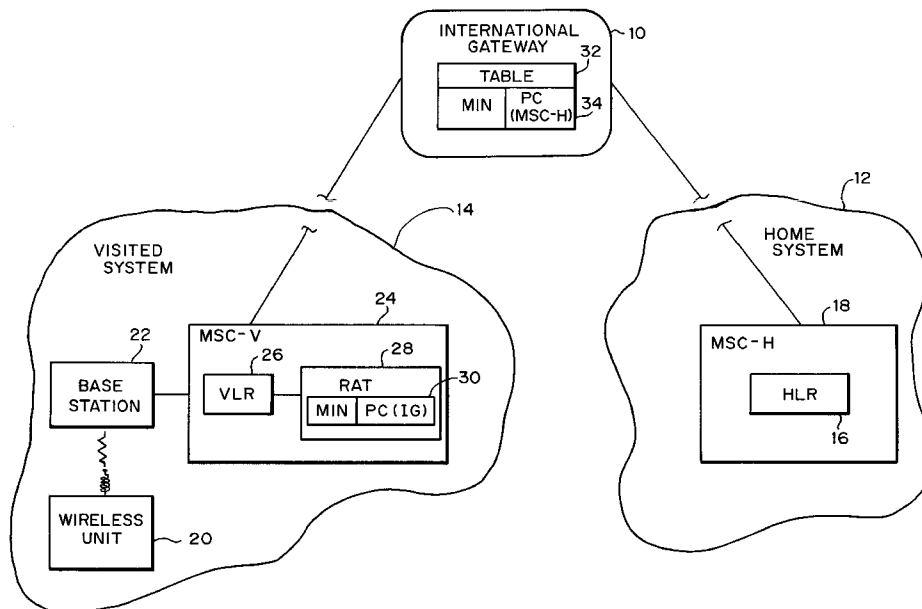 INTERNATIONAL
GATEWAY
10
32
TABLE
MIN
PC
(MSC-H)
34
14
VISITED
SYSTEM
24
MSC-V
22
BASE
STATION
26
VLR
28
RAT
30
MIN
PC(IG)
WIRELESS
UNIT
20
12
HOME
SYSTEM
18
MSC-H
HLR
16